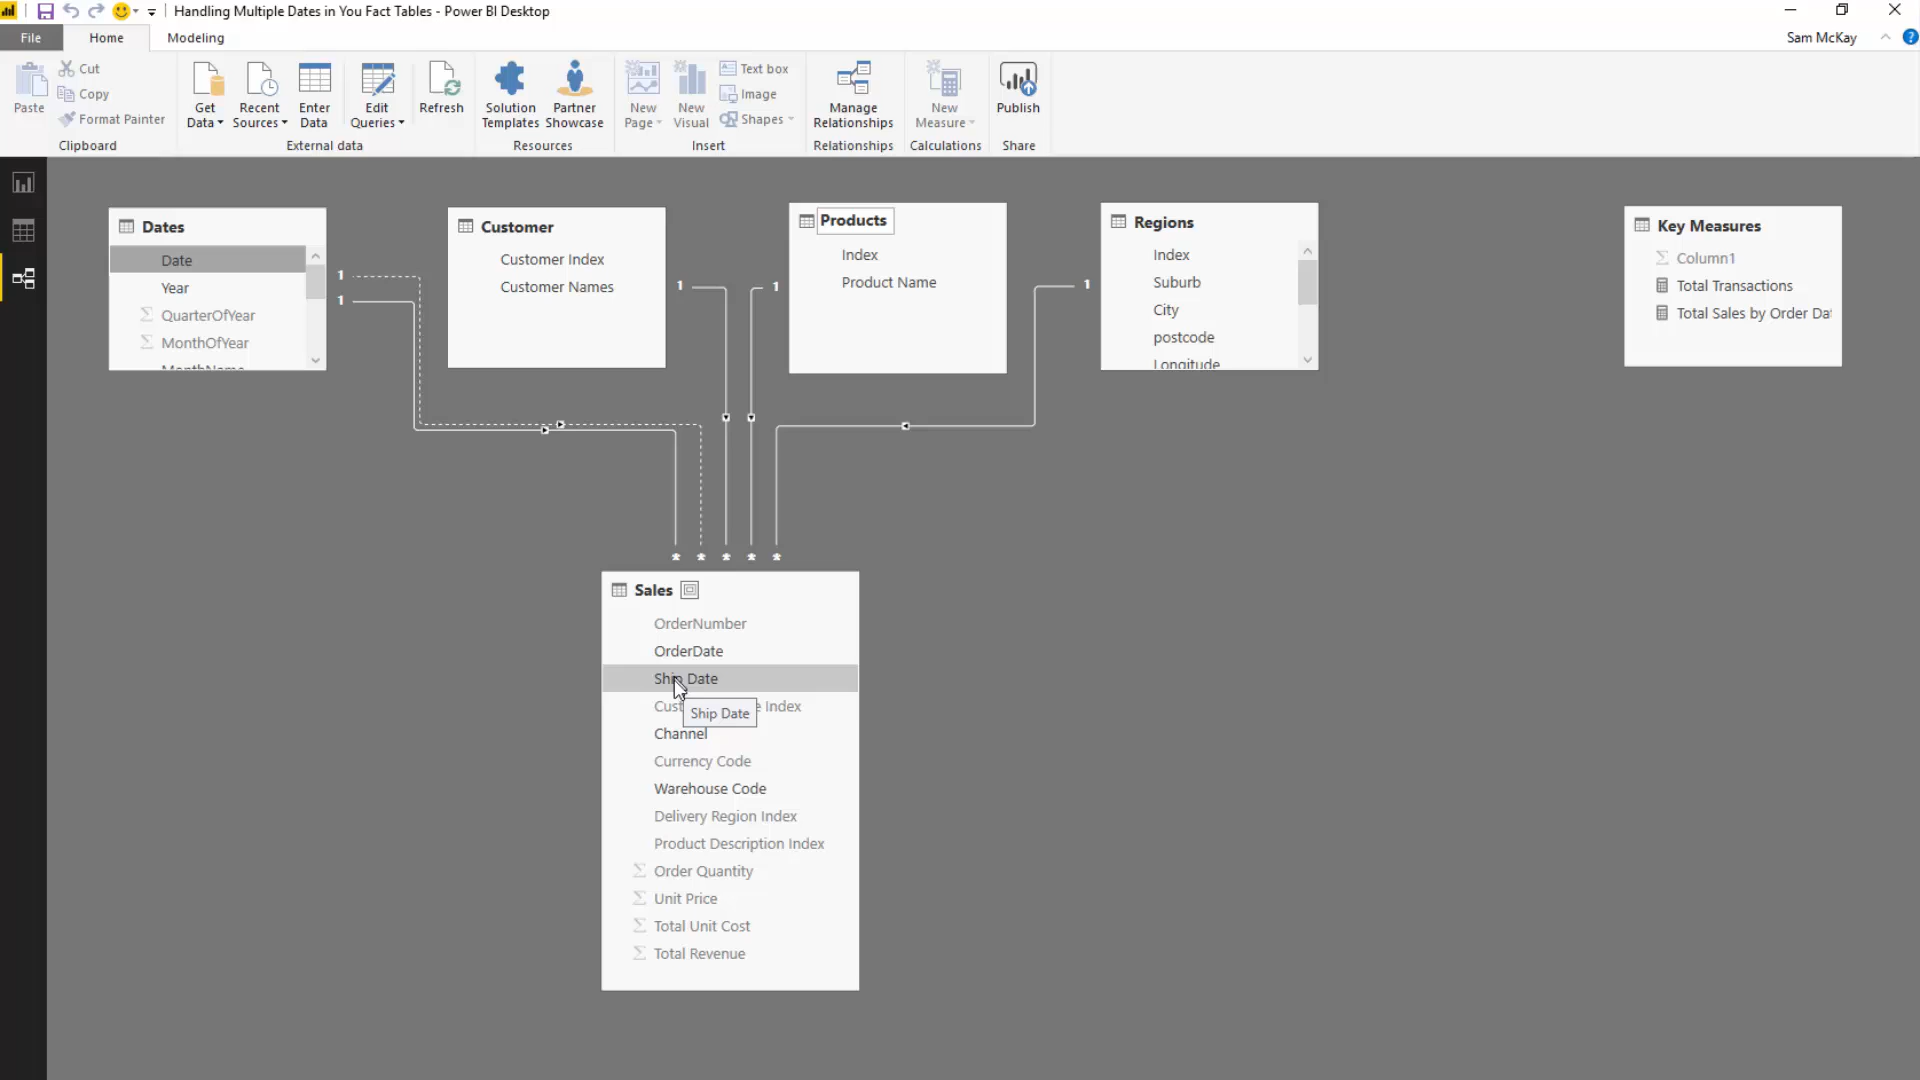 Handling Multiple Dates in You Fact Tables - Power BI Desktop
File
Home
Modeling
Sam McKay
?
Paste
Cut
Copy
Format Painter
Clipboard
Get Data
Recent Sources
Enter Data
Edit Queries
Refresh
External data
Solution Templates
Partner Showcase
Resources
New Page
New Visual
Text box
Image
Shapes
Insert
Manage Relationships
Relationships
New Measure
Calculations
Publish
Share
Dates
Date
Year
QuarterOfYear
MonthOfYear
MonthName
Customer
Customer Index
Customer Names
Products
Index
Product Name
Regions
Index
Suburb
City
postcode
Longitude
Key Measures
Column1
Total Transactions
Total Sales by Order Da
1
1
1
1
1
* * * * *
Sales
OrderNumber
OrderDate
Ship Date
Ship Date
Index
Channel
Currency Code
Warehouse Code
Delivery Region Index
Product Description Index
Order Quantity
Unit Price
Total Unit Cost
Total Revenue